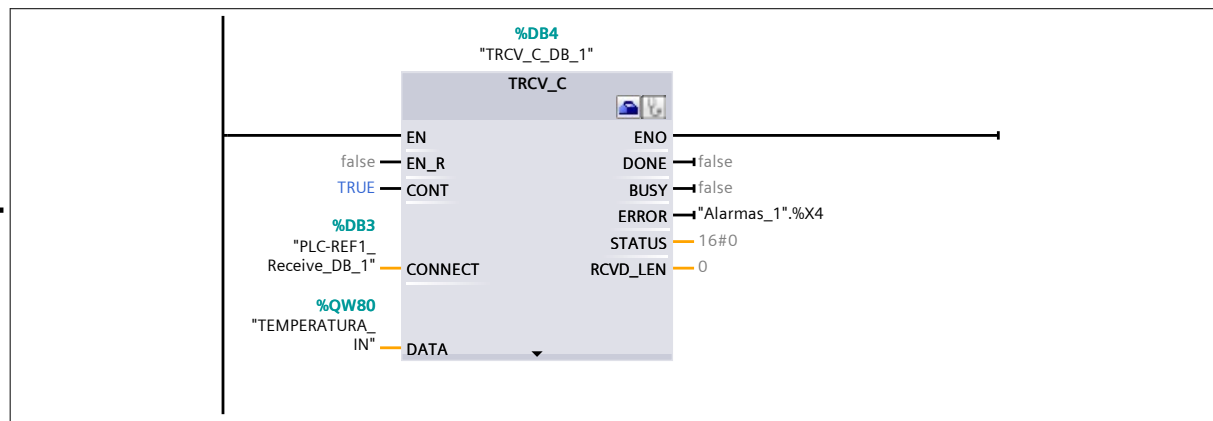 %DB4
"TRCV_C_DB_1"
TRCV_C
EN
ENO
false
EN_R
DONE
false
TRUE
CONT
BUSY
false
ERROR
"Alarmas_1".%X4
%DB3
"PLC-REF1_
Receive_DB_1"
CONNECT
STATUS
16#0
RCVD_LEN
0
%QW80
"TEMPERATURA_
IN"
DATA